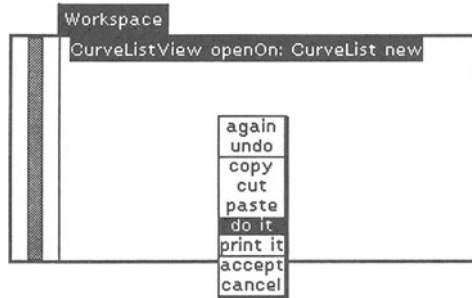 Workspace
CurveListView openOn: CurveList new
again
undo
copy
cut
paste
do it
print it
accept
cancel